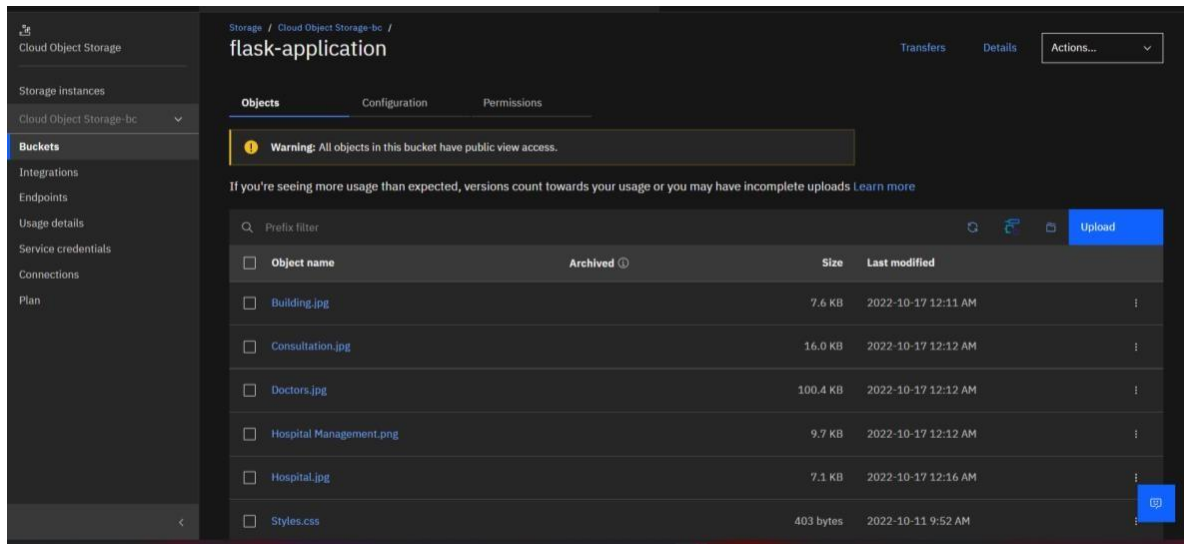 Storage / Cloud Object Storage-bc /
Cloud Object Storage
flask-application
Transfers Details Actions...
Storage instances
Cloud Object Storage-bc
Buckets
Integrations
Endpoints
Usage details
Service credentials
Connections
Plan
Objects Configuration Permissions
Warning: All objects in this bucket have public view access.
If you're seeing more usage than expected, versions count towards your usage or you may have incomplete uploads Learn more
Prefix filter Upload
Object name Archived Size Last modified
Building.jpg 7.6 KB 2022-10-17 12:11 AM
Consultation.jpg 16.0 KB 2022-10-17 12:12 AM
Doctors.jpg 100.4 KB 2022-10-17 12:12 AM
Hospital Management.png 9.7 KB 2022-10-17 12:12 AM
Hospital.jpg 7.1 KB 2022-10-17 12:16 AM
Styles.css 403 bytes 2022-10-11 9:52 AM